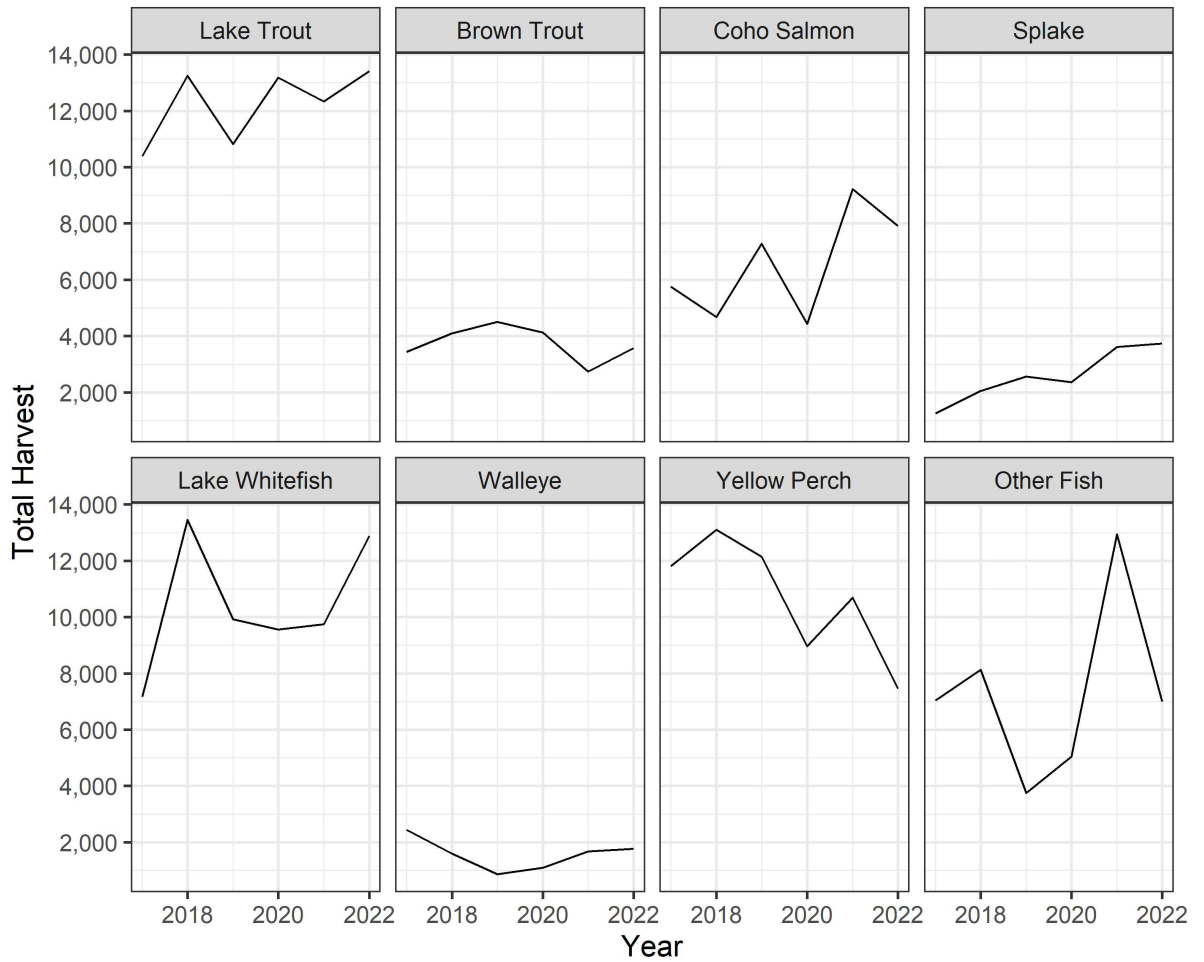 Lake Trout Brown Trout Coho Salmon Splake
14,000
12,000
10,000
8,000
6,000
4,000
2,000
Lake Whitefish Walleye Yellow Perch Other Fish
14,000
12,000
10,000
8,000
6,000
4,000
2,000
Total Harvest
2018 2020 2022 2018 2020 2022 2018 2020 2022 2018 2020 2022
Year